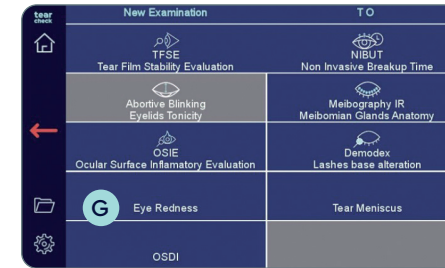 tear
check
New Examination
T O
TFSE
Tear Film Stability Evaluation
NIBUT
Non Invasive Breakup Time
Abortive Blinking
Eyelids Tonicity
Meibography IR
Meibomian Glands Anatomy
OSIE
Ocular Surface Inflamatory Evaluation
Demodex
Lashes base alteration
G
Eye Redness
Tear Meniscus
OSDI